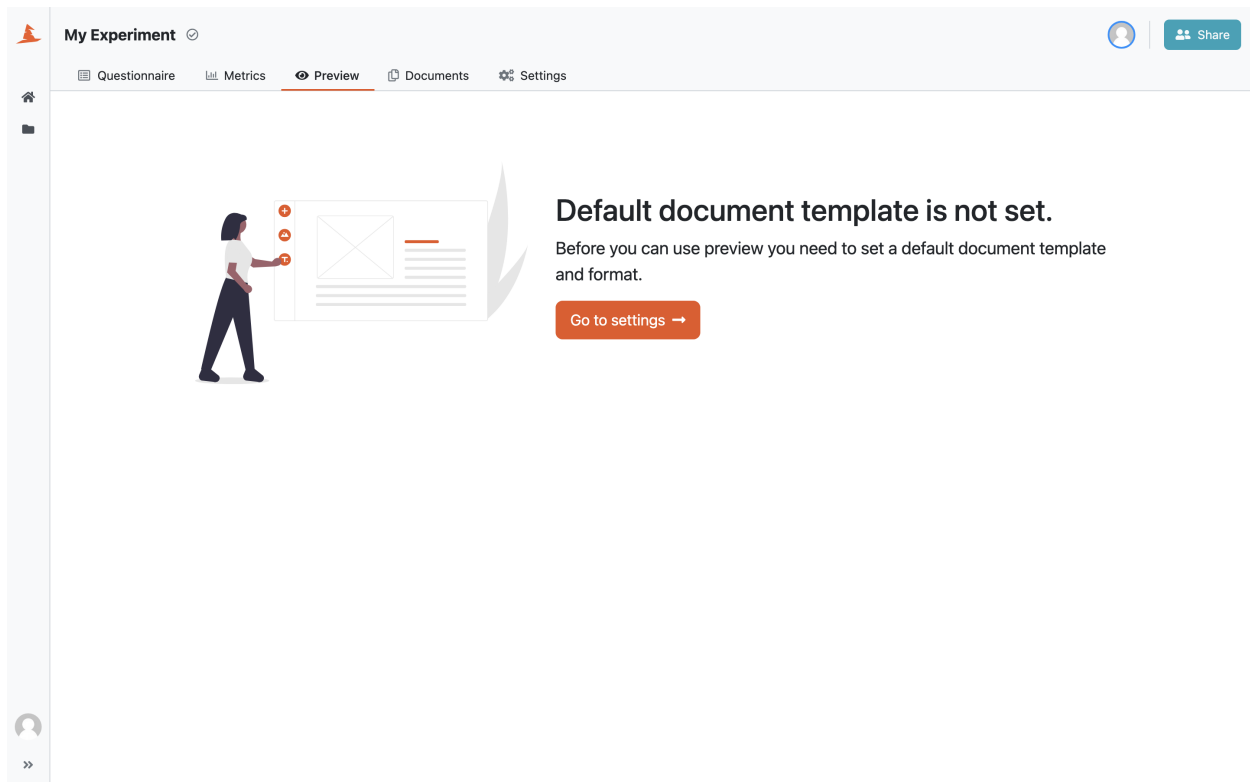 My Experiment
Share
Questionnaire
Metrics
Preview
Documents
Settings
Default document template is not set.
Before you can use preview you need to set a default document template
and format.
Go to settings